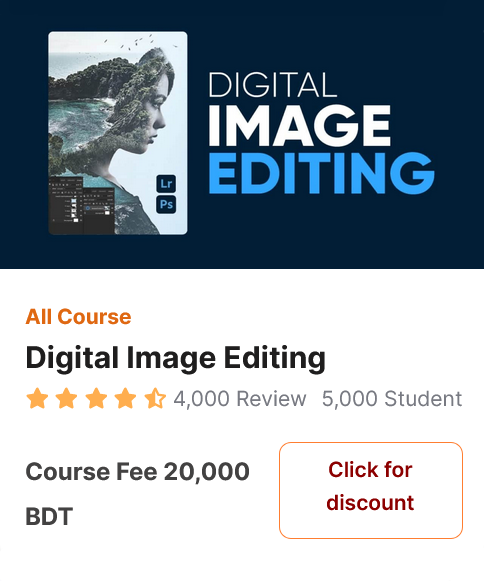 DIGITAL
IMAGE
EDITING
Lr
Ps
All Course
Digital Image Editing
4,000 Review 5,000 Student
Course Fee 20,000
BDT
Click for
discount